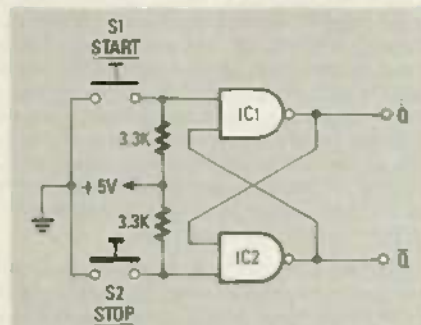 S1
START
IC1
Q
3.3K
+5V
3.3K
IC2
Q̅
S2
STOP